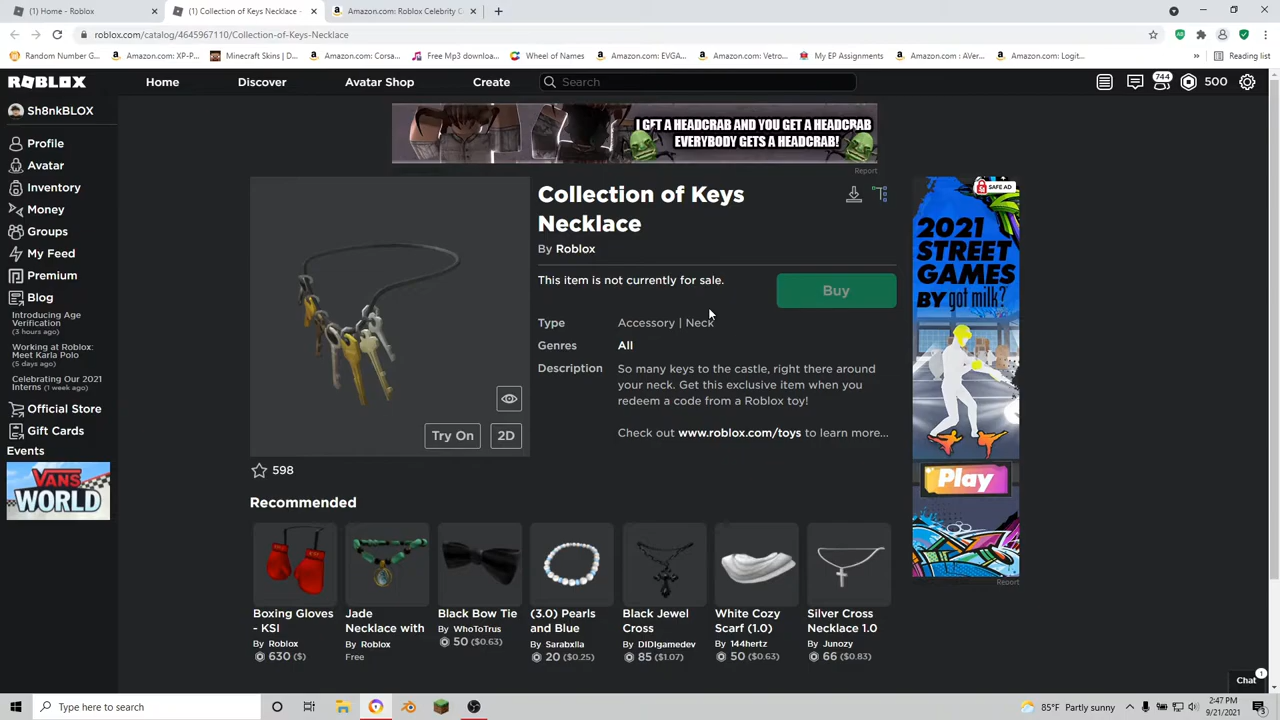 (1) Home - Roblox
(1) Collection of Keys Necklace -
Amazon.com: Roblox Celebrity C
roblox.com/catalog/4645967110/Collection-of-Keys-Necklace
Random Number G...
Amazon.com: XP-P...
Minecraft Skins | D...
Amazon.com: Corsa...
Free Mp3 downloa...
Wheel of Names
Amazon.com: EVGA...
Amazon.com: Vetro...
My EP Assignments
Amazon.com : AVer...
Amazon.com: Logit...
Reading list
ROBLOX
Home
Discover
Avatar Shop
Create
Search
744
500
Sh8nkBLOX
Profile
Avatar
Inventory
Money
Groups
My Feed
Premium
Blog
Introducing Age
Verification
(3 hours ago)
Working at Roblox:
Meet Karla Polo
(5 days ago)
Celebrating Our 2021
Interns (1 week ago)
Official Store
Gift Cards
Events
VANS
WORLD
I GET A HEADCRAB AND YOU GET A HEADCRAB
EVERYBODY GETS A HEADCRAB!
Report
Collection of Keys
Necklace
By Roblox
This item is not currently for sale.
Buy
Type
Accessory | Neck
Genres
All
Description
So many keys to the castle, right there around
your neck. Get this exclusive item when you
redeem a code from a Roblox toy!
Check out www.roblox.com/toys to learn more...
Try On
2D
598
Recommended
Boxing Gloves
- KSI
By Roblox
630 ($)
Jade
Necklace with
By Roblox
Free
Black Bow Tie
By WhoToTrus
50 ($0.63)
(3.0) Pearls
and Blue
By Sarabxlla
20 ($0.25)
Black Jewel
Cross
By DIDIgamedev
85 ($1.07)
White Cozy
Scarf (1.0)
By 144hertz
50 ($0.63)
Silver Cross
Necklace 1.0
By Junozy
66 ($0.83)
SAFE AD
2021
STREET
GAMES
BY got milk?
Play
Report
Chat
1
Type here to search
85°F Partly sunny
2:47 PM
9/21/2021
3